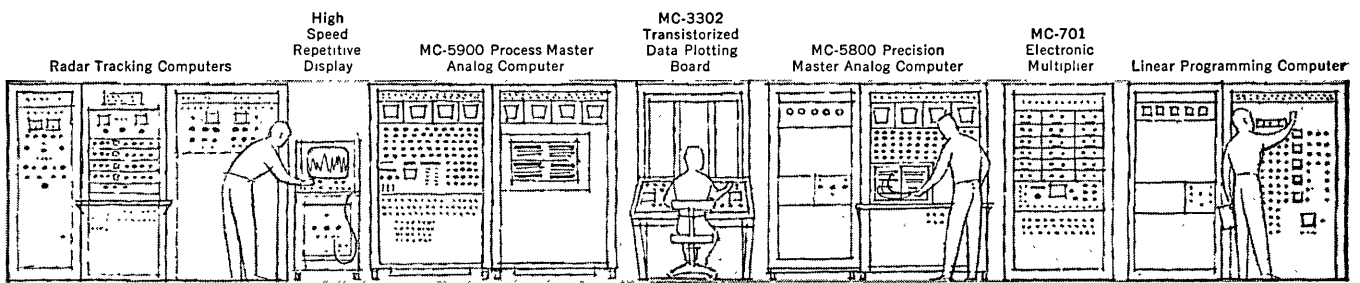 Radar Tracking Computers
High
Speed
Repetitive
Display
MC-5900 Process Master
Analog Computer
MC-3302
Transistorized
Data Plotting
Board
MC-5800 Precision
Master Analog Computer
MC-701
Electronic
Multiplier
Linear Programming Computer